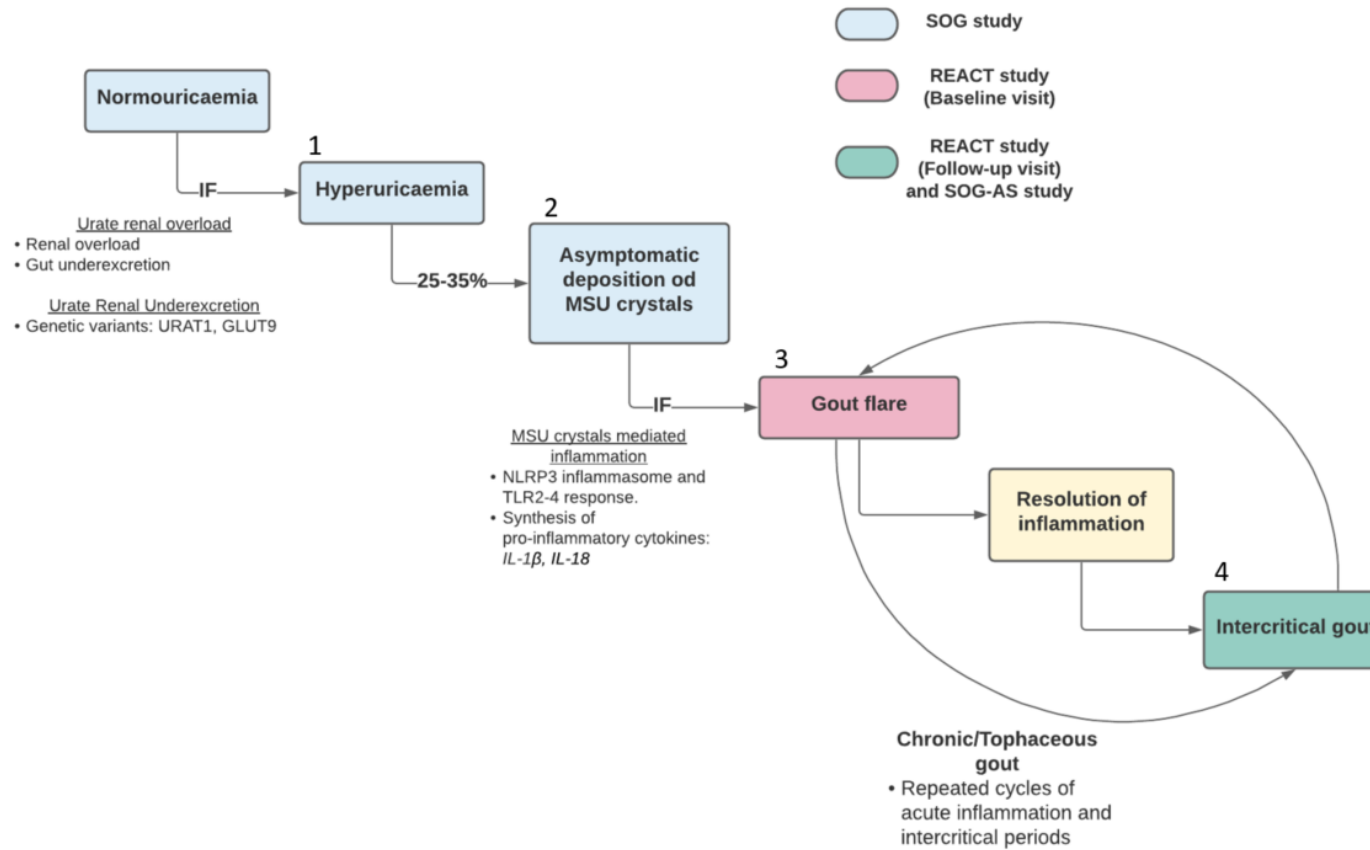 SOG study
REACT study
(Baseline visit)
REACT study
(Follow-up visit)
and SOG-AS study
Normouricaemia
IF
Urate renal overload
• Renal overload
• Gut underexcretion
Urate Renal Underexcretion
• Genetic variants: URAT1, GLUT9
1
Hyperuricaemia
25-35%
2
Asymptomatic
deposition od
MSU crystals
IF
MSU crystals mediated
inflammation
• NLRP3 inflammasome and
TLR2-4 response.
• Synthesis of
pro-inflammatory cytokines:
IL-1β, IL-18
3
Gout flare
Resolution of
inflammation
4
Intercritical gout
Chronic/Tophaceous
gout
• Repeated cycles of
acute inflammation and
intercritical periods